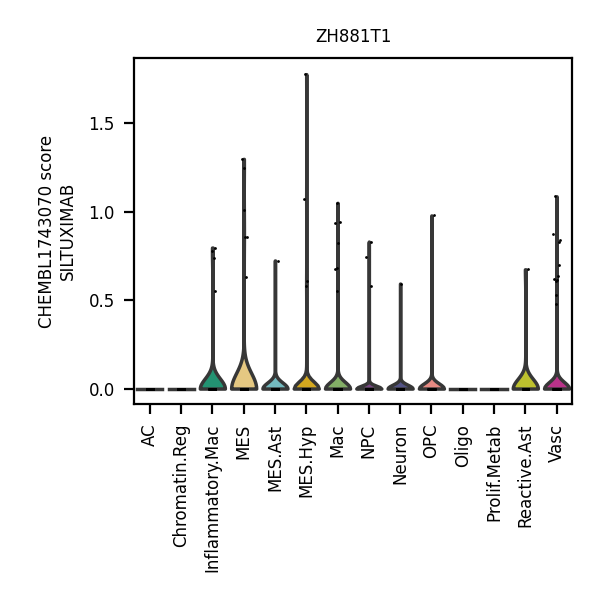 ZH881T1
CHEMBL1743070 score
SILTUXIMAB
1.5
1.0
0.5
0.0
AC
Chromatin.Reg
Inflammatory.Mac
MES
MES.Ast
MES.Hyp
Mac
NPC
Neuron
OPC
Oligo
Prolif.Metab
Reactive.Ast
Vasc